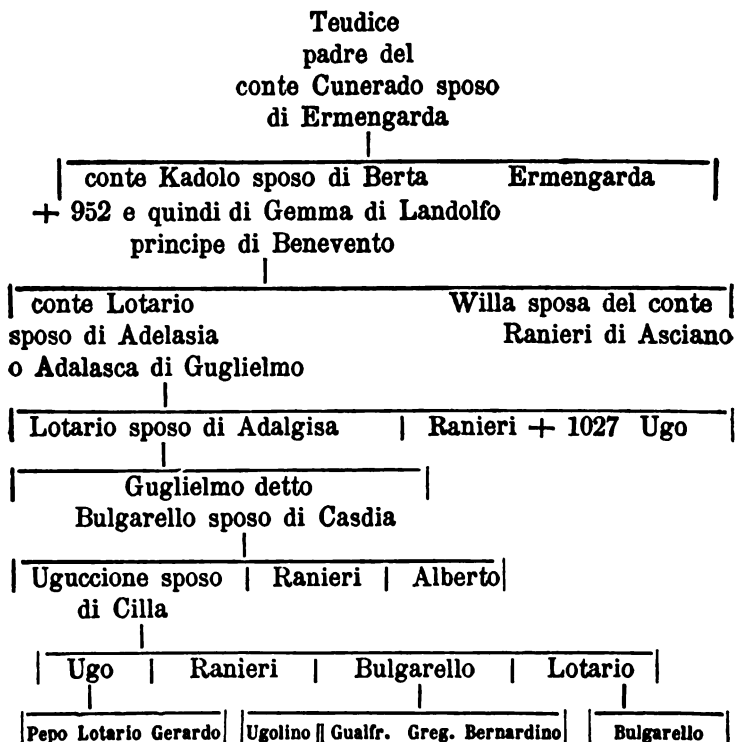 Teudice
padre del
conte Cunerado sposo
di Ermengarda
conte Kadolo sposo di Berta Ermengarda
+ 952 e quindi di Gemma di Landolfo
principe di Benevento
conte Lotario Willa sposa del conte
sposo di Adelasia Ranieri di Asciano
o Adalasca di Guglielmo
Lotario sposo di Adalgisa | Ranieri + 1027 Ugo
Guglielmo detto
Bulgarello sposo di Casdia
Uguccione sposo | Ranieri | Alberto
di Cilla
Ugo | Ranieri | Bulgarello | Lotario
Pepo Lotario Gerardo Ugolino || Gualfr. Greg. Bernardino Bulgarello